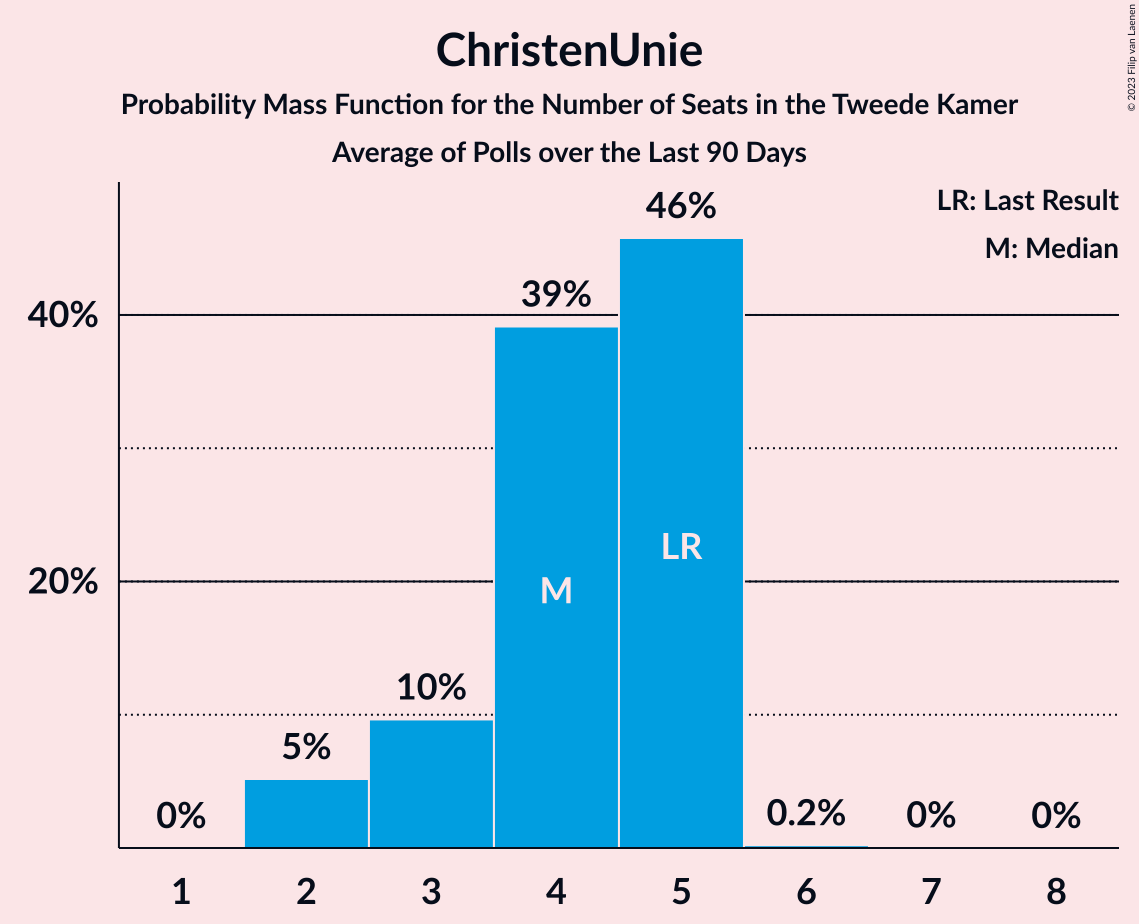 ChristenUnie
Probability Mass Function for the Number of Seats in the Tweede Kamer
Average of Polls over the Last 90 Days
© 2023 Filip van Laenen
LR: Last Result
M: Median
46%
39%
40%
LR
M
20%
10%
5%
0%
0.2%
0%
0%
1 2 3 4 5 6 7 8